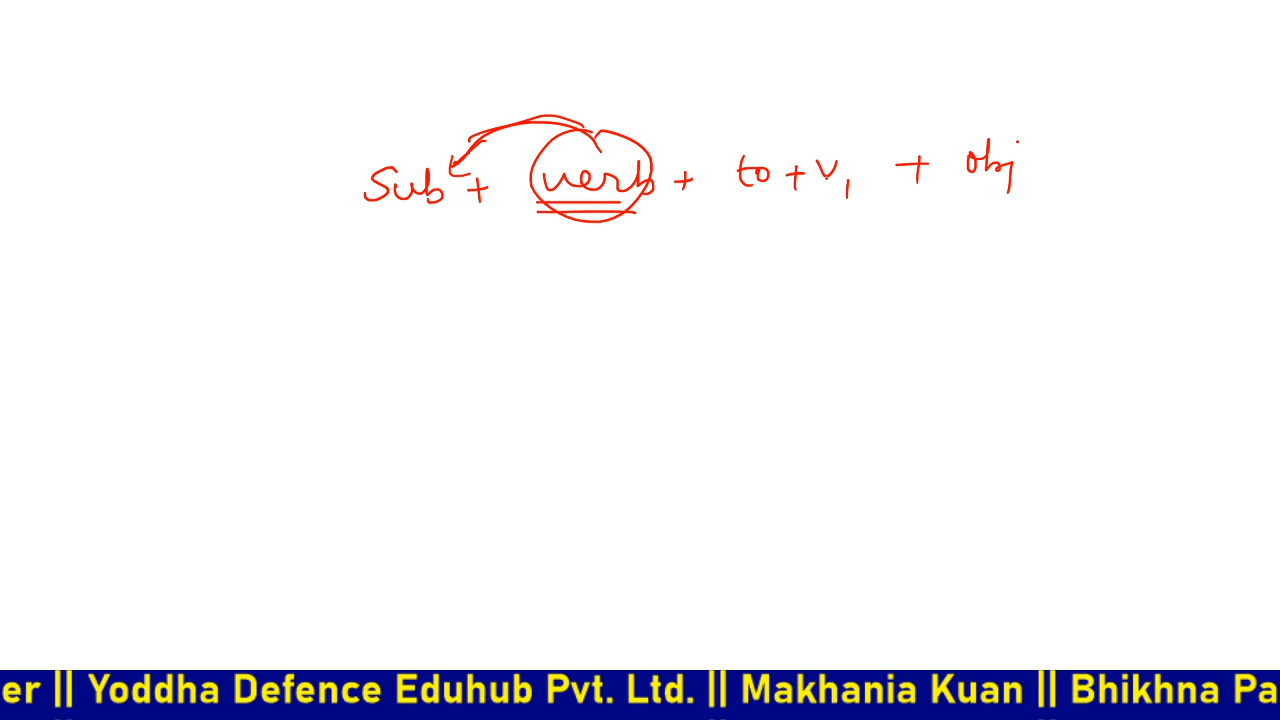 Sub + verb + to + V1 + obj
er || Yoddha Defence Eduhub Pvt. Ltd. || Makhania Kuan || Bhikhna Pa